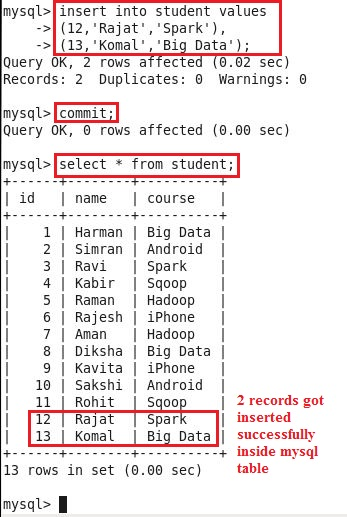 mysql> insert into student values
    -> (12,'Rajat','Spark'),
    -> (13,'Komal','Big Data');
Query OK, 2 rows affected (0.02 sec)
Records: 2  Duplicates: 0  Warnings: 0
mysql> commit;
Query OK, 0 rows affected (0.00 sec)
mysql> select * from student;
+------+--------+----------+
| id   | name   | course   |
+------+--------+----------+
|    1 | Harman | Big Data |
|    2 | Simran | Android  |
|    3 | Ravi   | Spark    |
|    4 | Kabir  | Sqoop    |
|    5 | Raman  | Hadoop   |
|    6 | Rajesh | iPhone   |
|    7 | Aman   | Hadoop   |
|    8 | Diksha | Big Data |
|    9 | Kavita | iPhone   |
|   10 | Sakshi | Android  |
|   11 | Rohit  | Sqoop    |
|   12 | Rajat  | Spark    |
|   13 | Komal  | Big Data |
+------+--------+----------+
2 records got
inserted
successfully
inside mysql
table
13 rows in set (0.00 sec)
mysql>